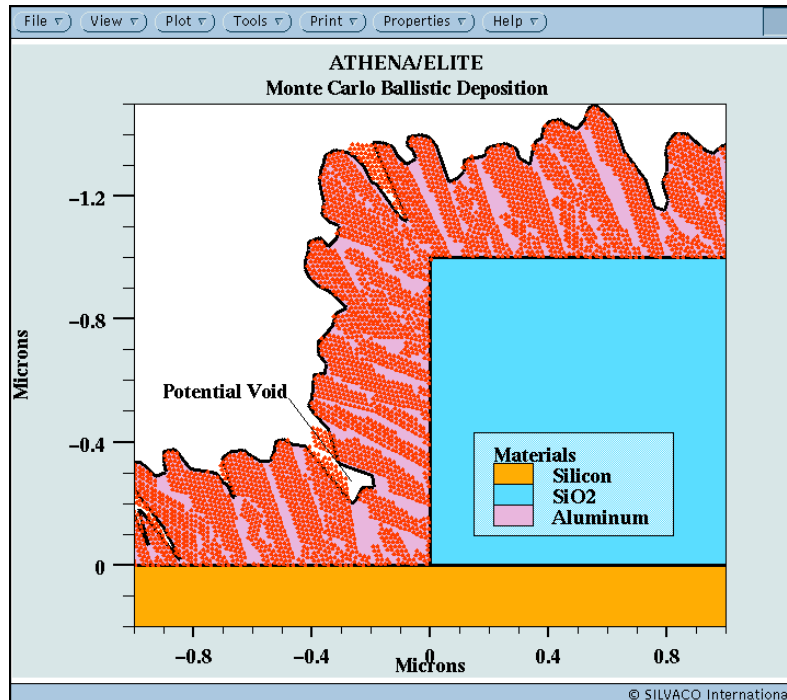 File View Plot Tools Print Properties Help
ATHENA/ELITE
Monte Carlo Ballistic Deposition
−1.2
−0.8
Microns
Potential Void
−0.4
Materials
Silicon
SiO2
Aluminum
0
−0.8 −0.4 0 0.4 0.8
Microns
© SILVACO Internationa